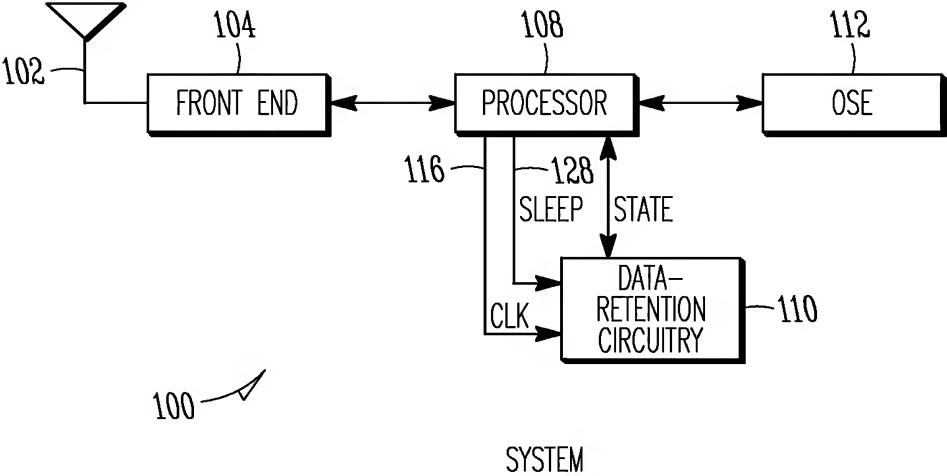 104
108
112
102
FRONT END
PROCESSOR
OSE
116
128
SLEEP
STATE
DATA-
RETENTION
CIRCUITRY
110
CLK
100
SYSTEM